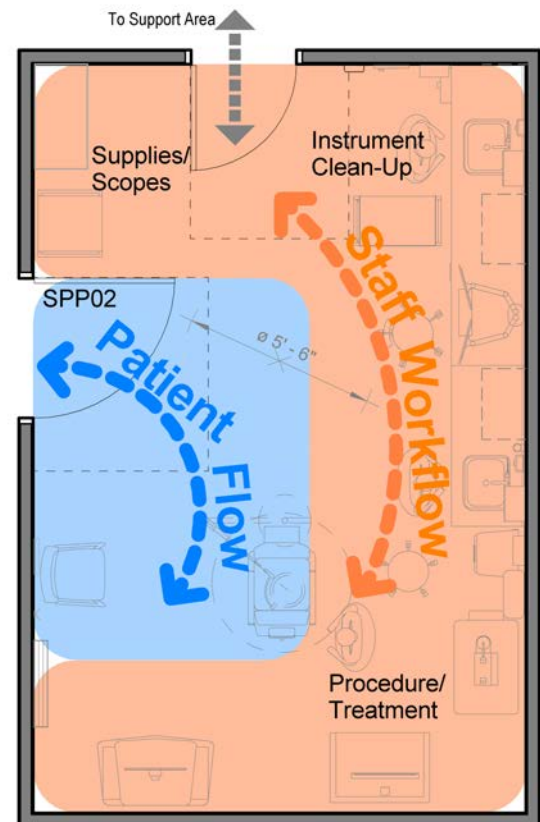 To Support Area
Supplies/
Scopes
Instrument
Clean-Up
SPP02
ø 5' - 6"
Patient Flow
Staff Workflow
Procedure/
Treatment